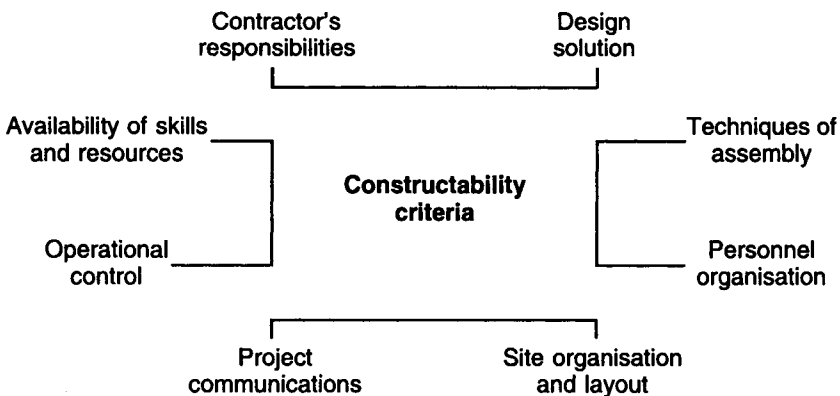 Contractor's
responsibilities
Design
solution
Availability of skills
and resources
Techniques of
assembly
Constructability
criteria
Operational
control
Personnel
organisation
Project
communications
Site organisation
and layout